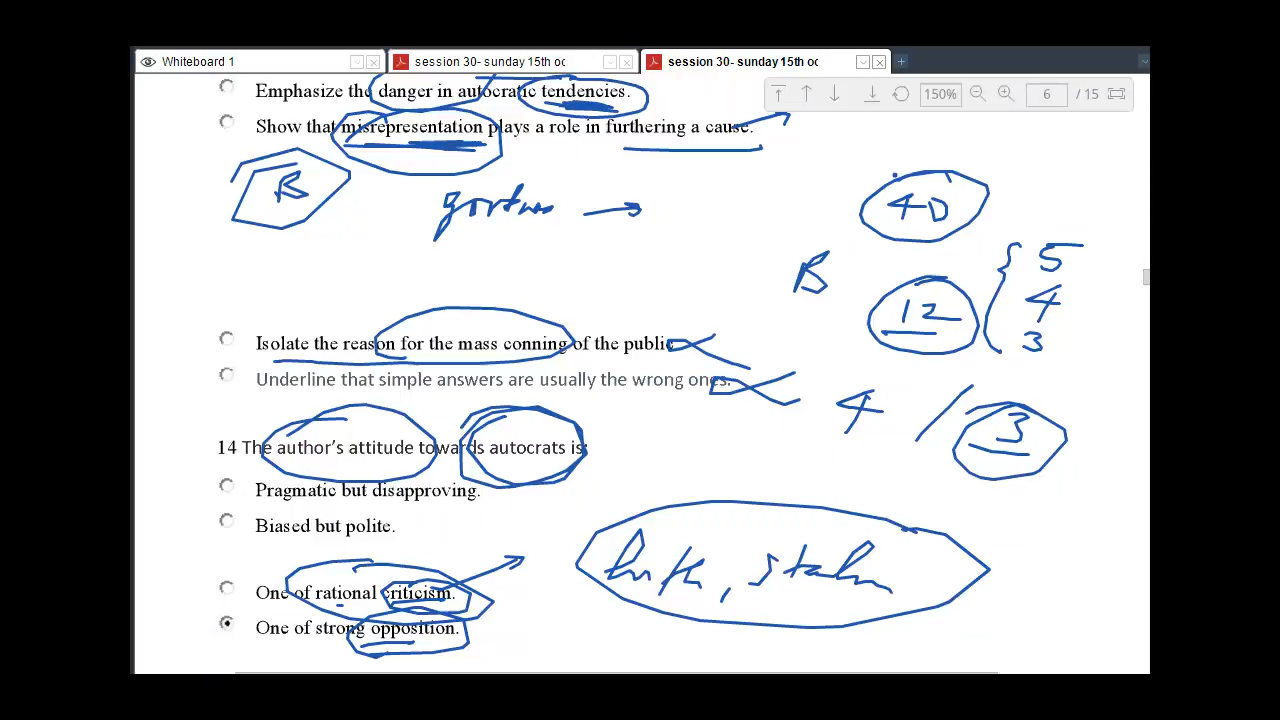 Whiteboard 1
session 30- sunday 15th oc
session 30- sunday 15th oc
150%
6 / 15
Emphasize the danger in autocratic tendencies.
Show that misrepresentation plays a role in furthering a cause.
B
4D
B
12
5
4
3
Isolate the reason for the mass conning of the public
Underline that simple answers are usually the wrong ones.
4 / 3
14 The author's attitude towards autocrats is:
Pragmatic but disapproving.
Biased but polite.
One of rational criticism.
One of strong opposition.